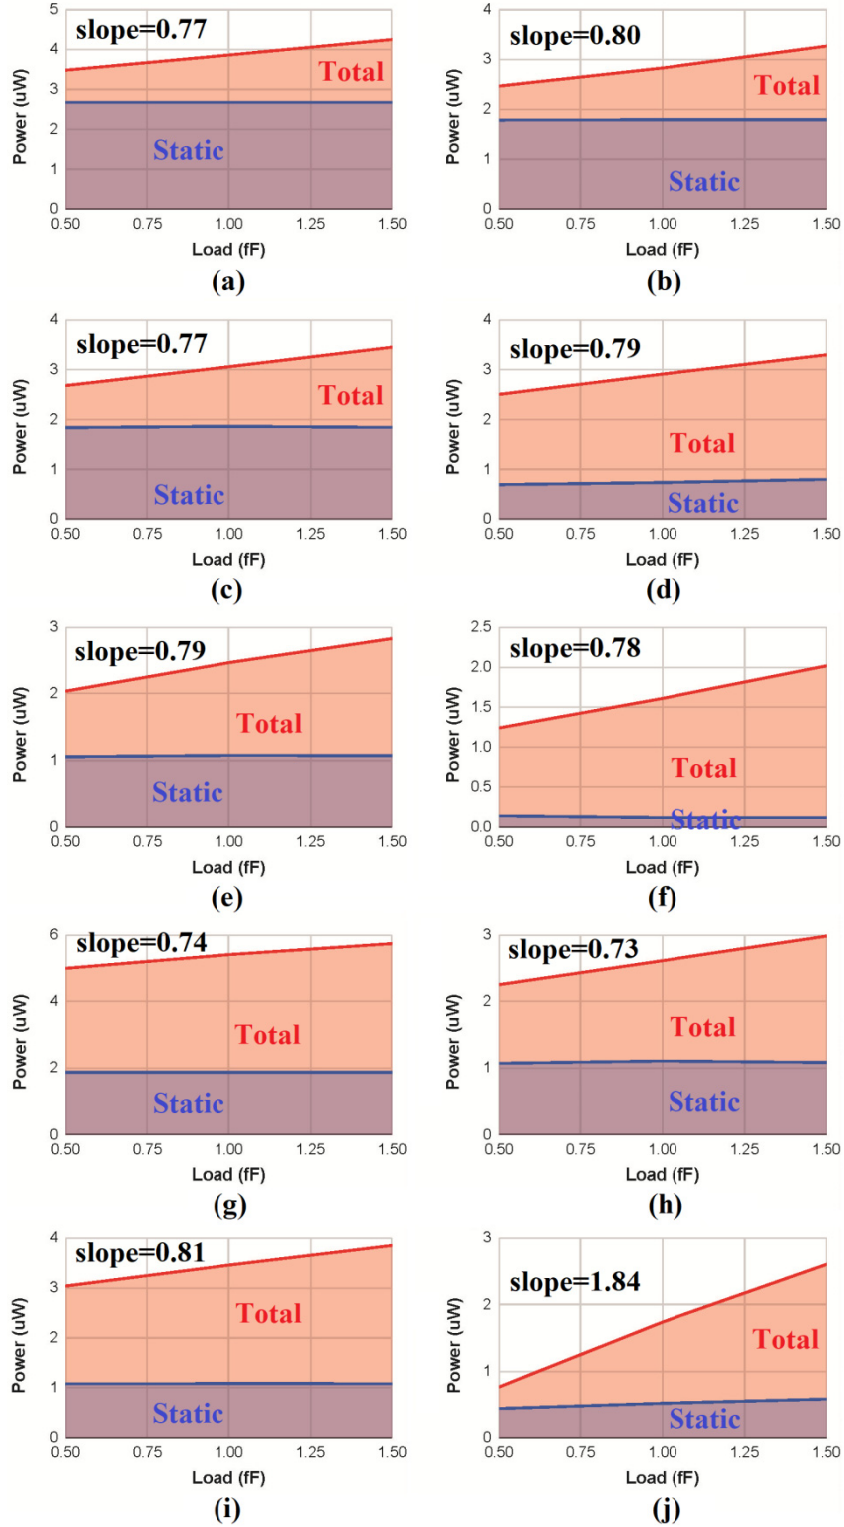 slope=0.77
Total
Static
Power (uW)
5
4
3
2
1
0
0.50 0.75 1.00 1.25 1.50
Load (fF)
(a)
slope=0.80
Total
Static
Power (uW)
4
3
2
1
0
0.50 0.75 1.00 1.25 1.50
Load (fF)
(b)
slope=0.77
Total
Static
Power (uW)
4
3
2
1
0
0.50 0.75 1.00 1.25 1.50
Load (fF)
(c)
slope=0.79
Total
Static
Power (uW)
4
3
2
1
0
0.50 0.75 1.00 1.25 1.50
Load (fF)
(d)
slope=0.79
Total
Static
Power (uW)
3
2
1
0
0.50 0.75 1.00 1.25 1.50
Load (fF)
(e)
slope=0.78
Total
Static
Power (uW)
2.5
2.0
1.5
1.0
0.5
0.0
0.50 0.75 1.00 1.25 1.50
Load (fF)
(f)
slope=0.74
Total
Static
Power (uW)
6
4
2
0
0.50 0.75 1.00 1.25 1.50
Load (fF)
(g)
slope=0.73
Total
Static
Power (uW)
3
2
1
0
0.50 0.75 1.00 1.25 1.50
Load (fF)
(h)
slope=0.81
Total
Static
Power (uW)
4
3
2
1
0
0.50 0.75 1.00 1.25 1.50
Load (fF)
(i)
slope=1.84
Total
Static
Power (uW)
3
2
1
0
0.50 0.75 1.00 1.25 1.50
Load (fF)
(j)